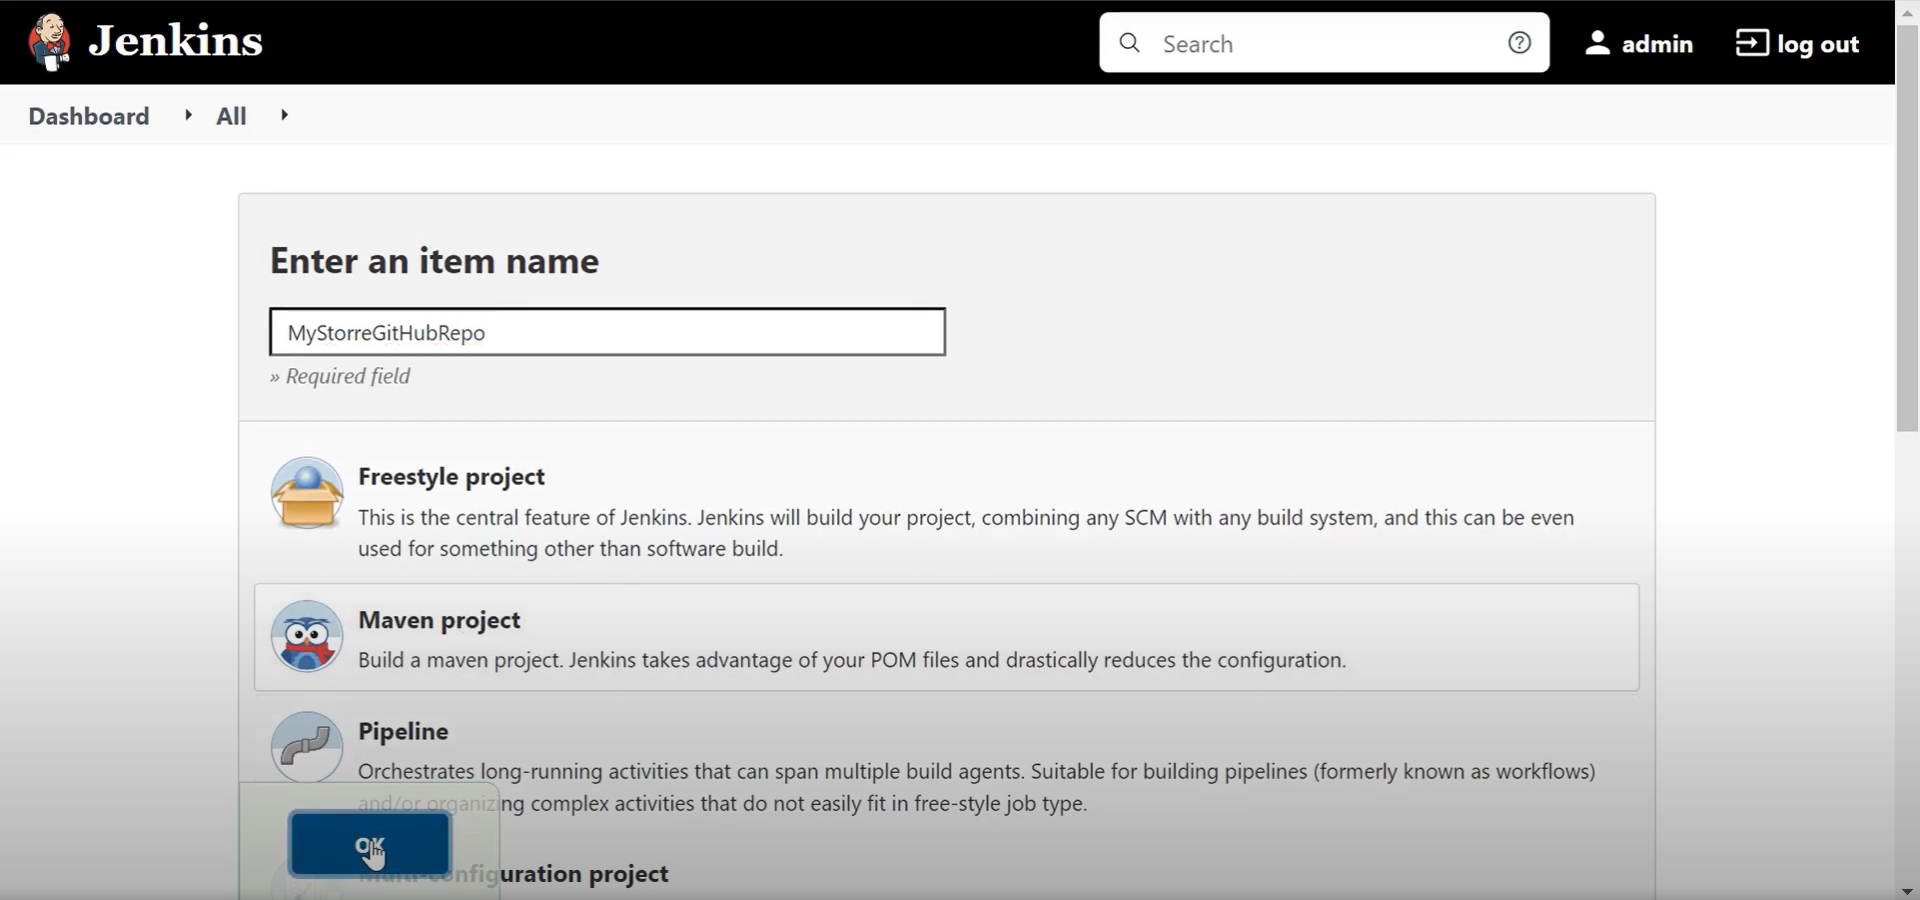 Jenkins
Search
admin
log out
Dashboard
All
Enter an item name
MyStorreGitHubRepo
» Required field
Freestyle project
This is the central feature of Jenkins. Jenkins will build your project, combining any SCM with any build system, and this can be even
used for something other than software build.
Maven project
Build a maven project. Jenkins takes advantage of your POM files and drastically reduces the configuration.
Pipeline
Orchestrates long-running activities that can span multiple build agents. Suitable for building pipelines (formerly known as workflows)
and/or organizing complex activities that do not easily fit in free-style job type.
OK
Multi-configuration project